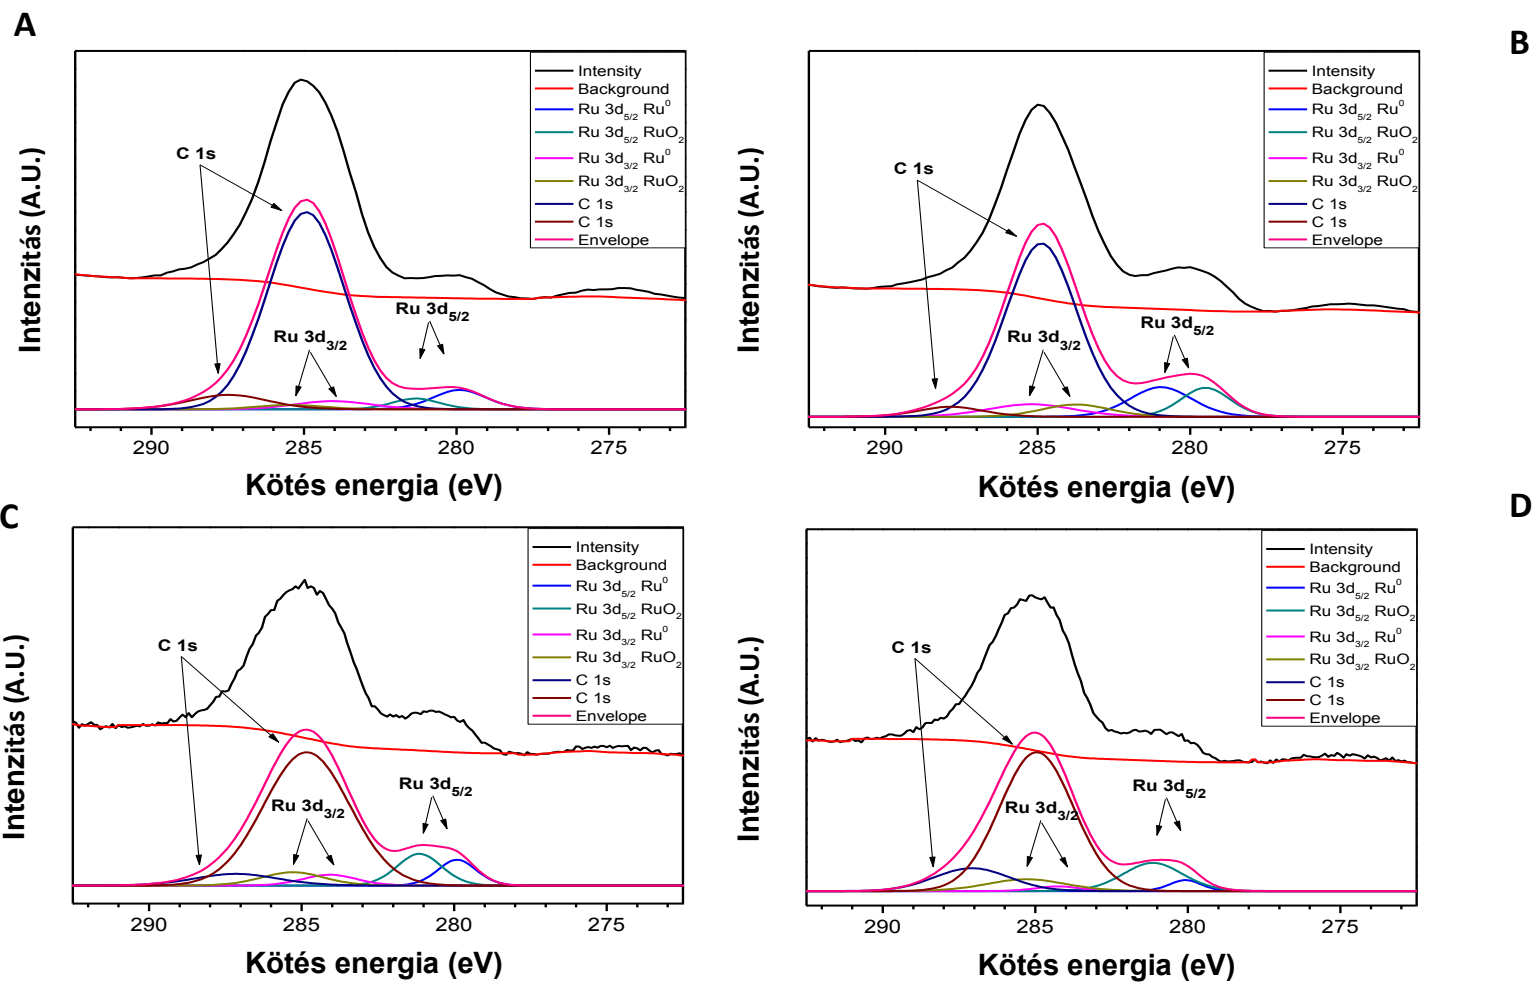 A
Intenzitás (A.U.)
C 1s
Ru 3d3/2
Ru 3d5/2
Intensity
Background
Ru 3d5/2 Ru0
Ru 3d5/2 RuO2
Ru 3d3/2 Ru0
Ru 3d3/2 RuO2
C 1s
C 1s
Envelope
290 285 280 275
Kötés energia (eV)
B
Intenzitás (A.U.)
C 1s
Ru 3d3/2
Ru 3d5/2
Intensity
Background
Ru 3d5/2 Ru0
Ru 3d5/2 RuO2
Ru 3d3/2 Ru0
Ru 3d3/2 RuO2
C 1s
C 1s
Envelope
290 285 280 275
Kötés energia (eV)
C
Intenzitás (A.U.)
C 1s
Ru 3d3/2
Ru 3d5/2
Intensity
Background
Ru 3d5/2 Ru0
Ru 3d5/2 RuO2
Ru 3d3/2 Ru0
Ru 3d3/2 RuO2
C 1s
C 1s
Envelope
290 285 280 275
Kötés energia (eV)
D
Intenzitás (A.U.)
C 1s
Ru 3d3/2
Ru 3d5/2
Intensity
Background
Ru 3d5/2 Ru0
Ru 3d5/2 RuO2
Ru 3d3/2 Ru0
Ru 3d3/2 RuO2
C 1s
C 1s
Envelope
290 285 280 275
Kötés energia (eV)